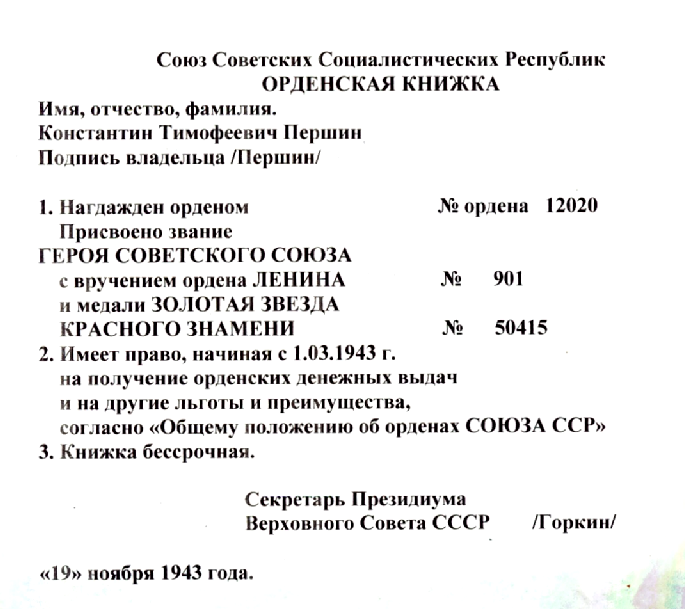 Союз Советских Социалистических Республик
ОРДЕНСКАЯ КНИЖКА
Имя, отчество, фамилия.
Константин Тимофеевич Першин
Подпись владельца /Першин/
1. Нагдажден орденом № ордена 12020
Присвоено звание
ГЕРОЯ СОВЕТСКОГО СОЮЗА
с вручением ордена ЛЕНИНА № 901
и медали ЗОЛОТАЯ ЗВЕЗДА
КРАСНОГО ЗНАМЕНИ № 50415
2. Имеет право, начиная с 1.03.1943 г.
на получение орденских денежных выдач
и на другие льготы и преимущества,
согласно «Общему положению об орденах СОЮЗА ССР»
3. Книжка бессрочная.
Секретарь Президиума
Верховного Совета СССР /Горкин/
«19» ноября 1943 года.